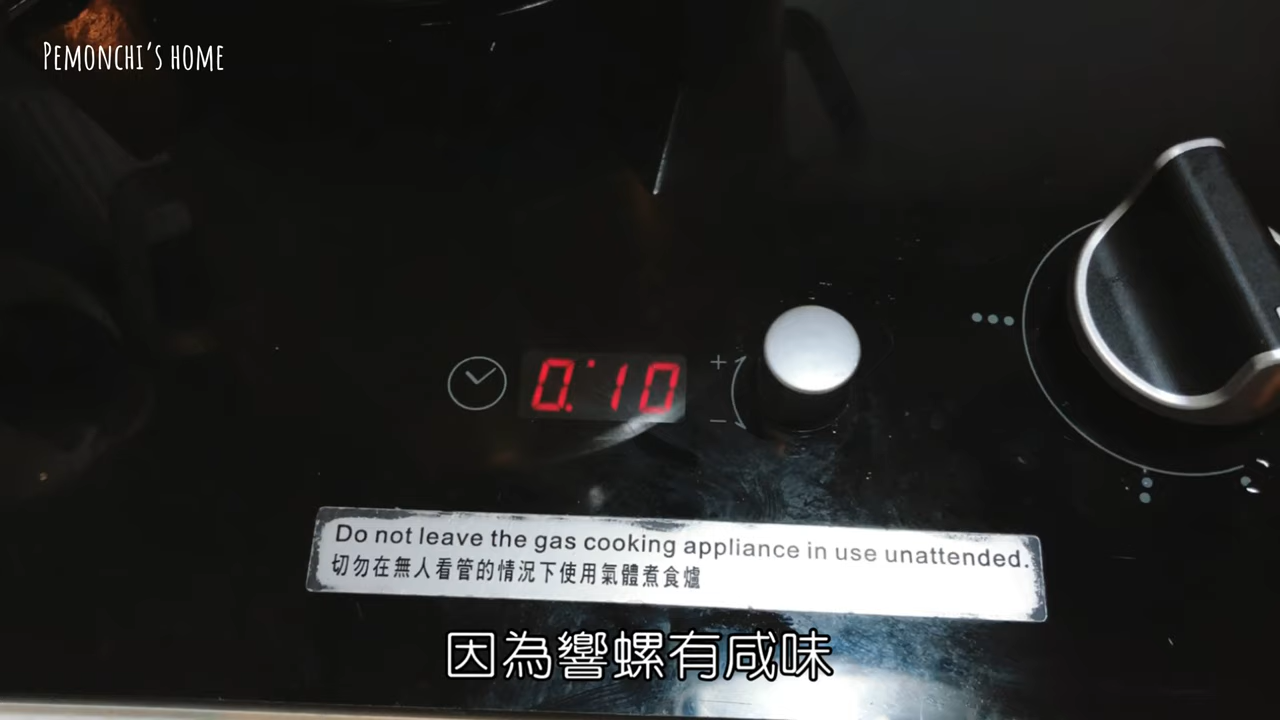 PEMONCHI'S HOME
0:10
+
−
Do not leave the gas cooking appliance in use unattended.
切勿在無人看管的情況下使用氣體煮食爐
因為響螺有咸味